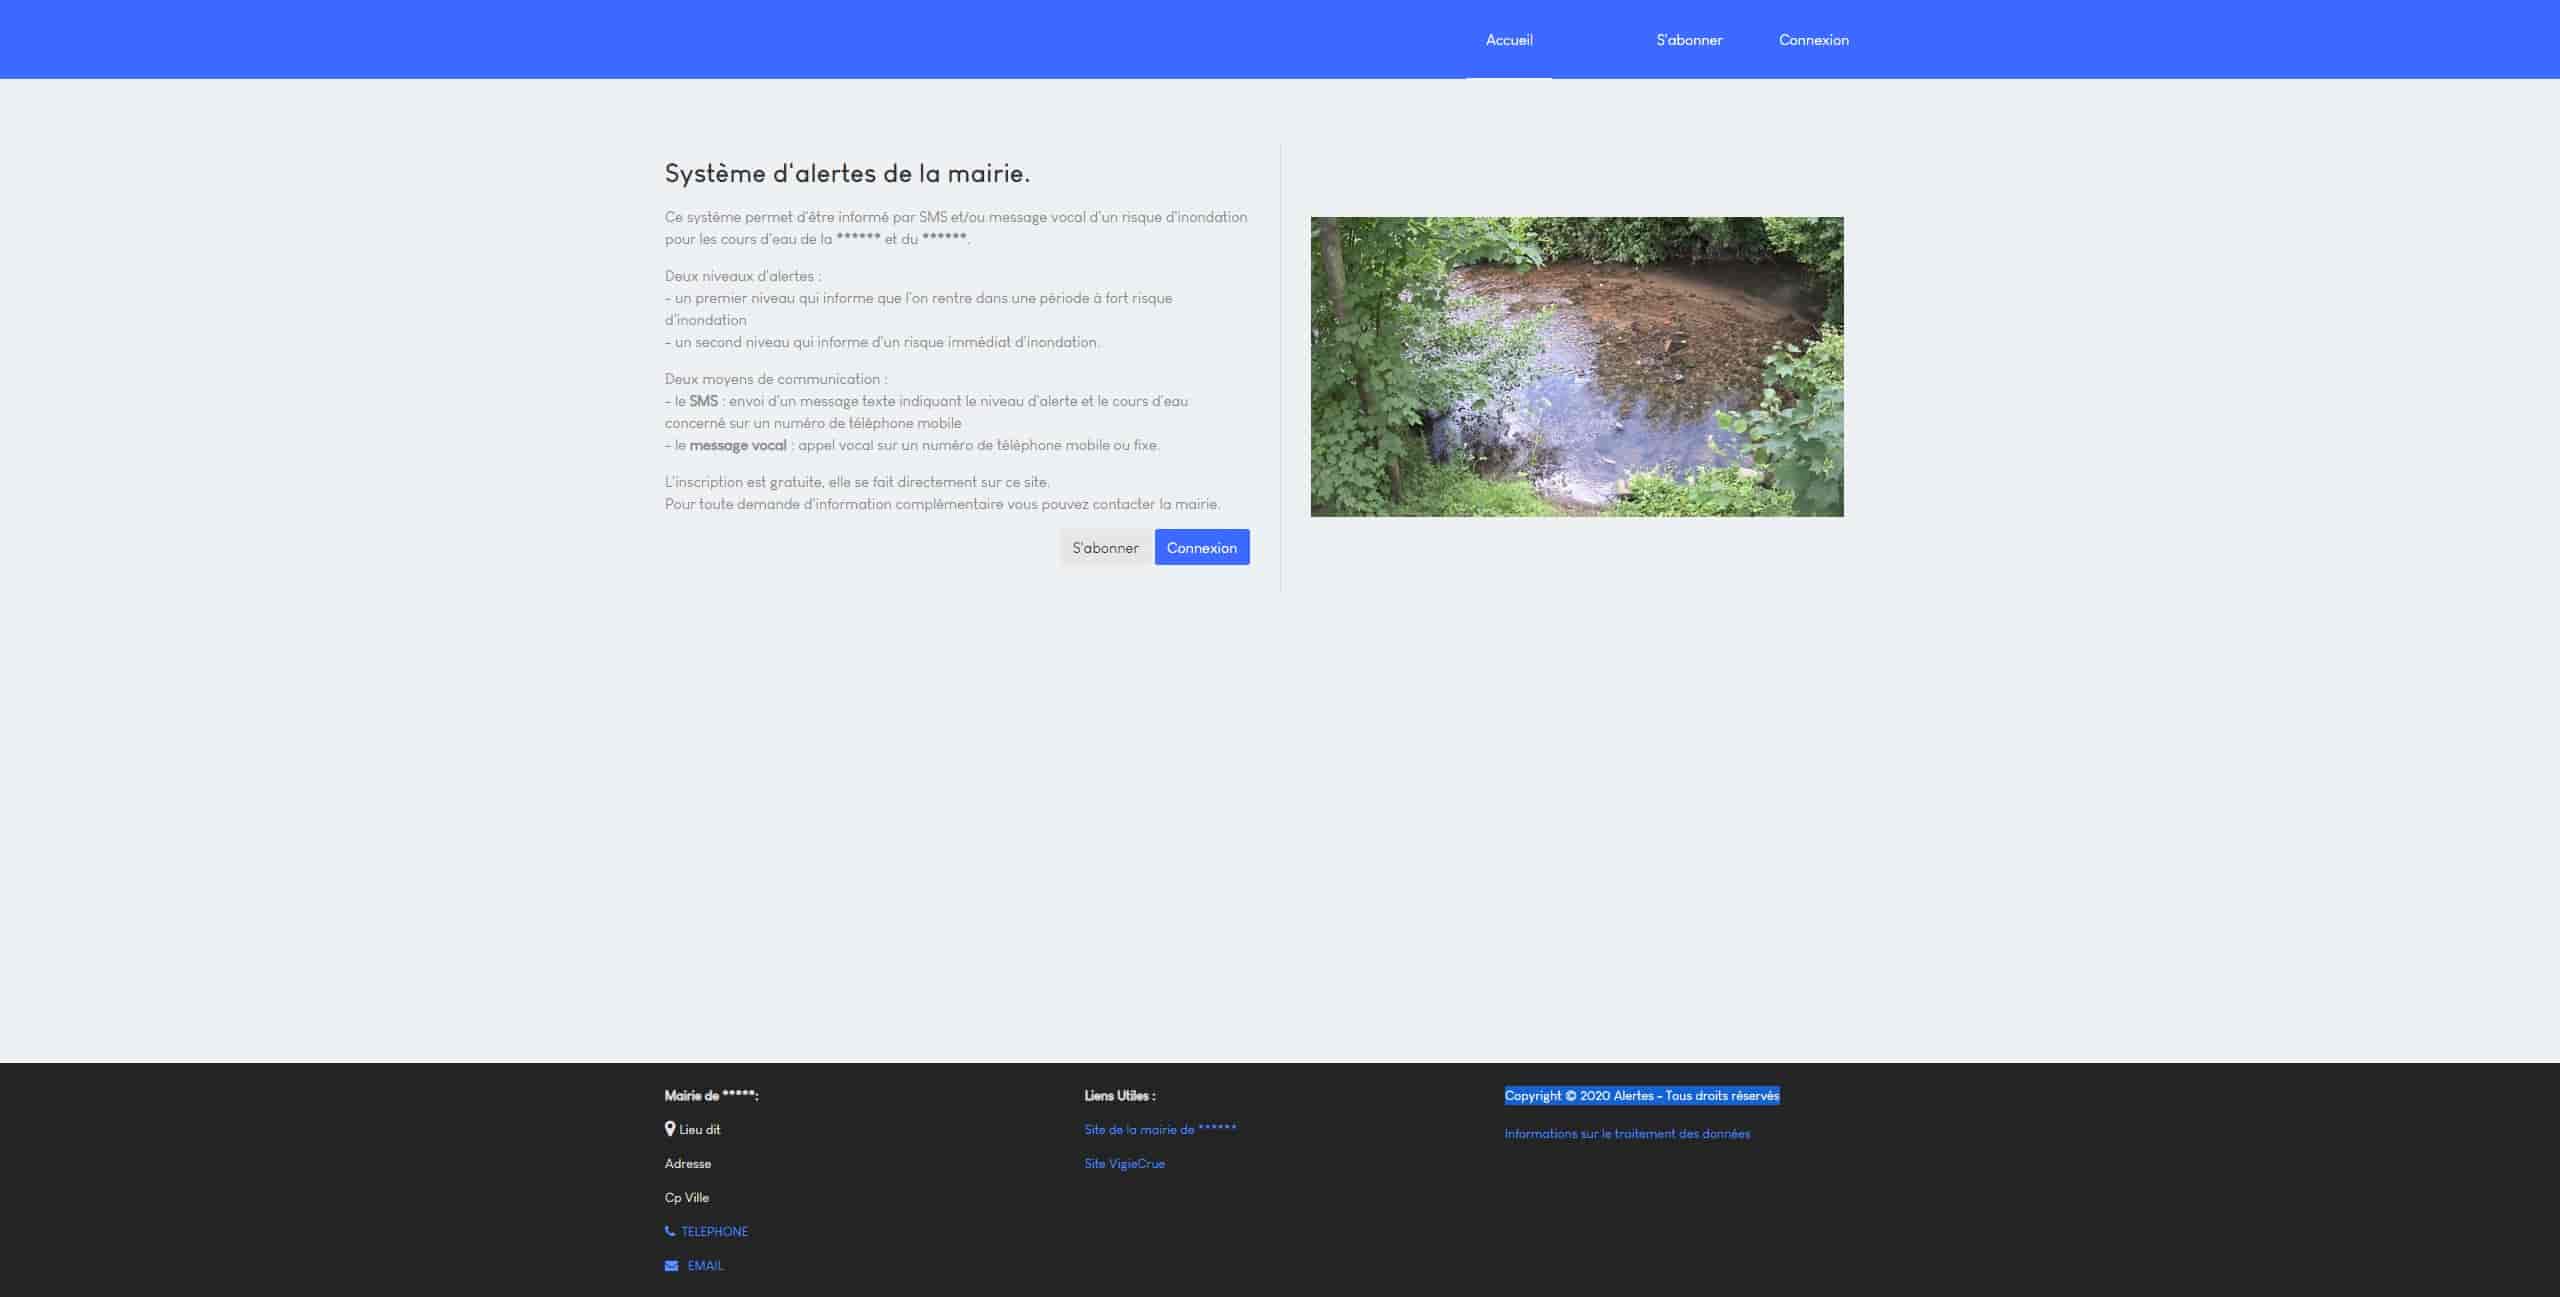 Accueil
S'abonner
Connexion
Système d'alertes de la mairie.
Ce système permet d'être informé par SMS et/ou message vocal d'un risque d'inondation
pour les cours d'eau de la ****** et du ******.
Deux niveaux d'alertes :
- un premier niveau qui informe que l'on rentre dans une période à fort risque
d'inondation
- un second niveau qui informe d'un risque immédiat d'inondation.
Deux moyens de communication :
- le SMS : envoi d'un message texte indiquant le niveau d'alerte et le cours d'eau
concerné sur un numéro de téléphone mobile
- le message vocal : appel vocal sur un numéro de téléphone mobile ou fixe.
L'inscription est gratuite, elle se fait directement sur ce site.
Pour toute demande d'information complémentaire vous pouvez contacter la mairie.
S'abonner
Connexion
Mairie de *****:
Lieu dit
Adresse
Cp Ville
TELEPHONE
EMAIL
Liens Utiles :
Site de la mairie de ******
Site VigieCrue
Copyright © 2020 Alertes - Tous droits réservés
Informations sur le traitement des données